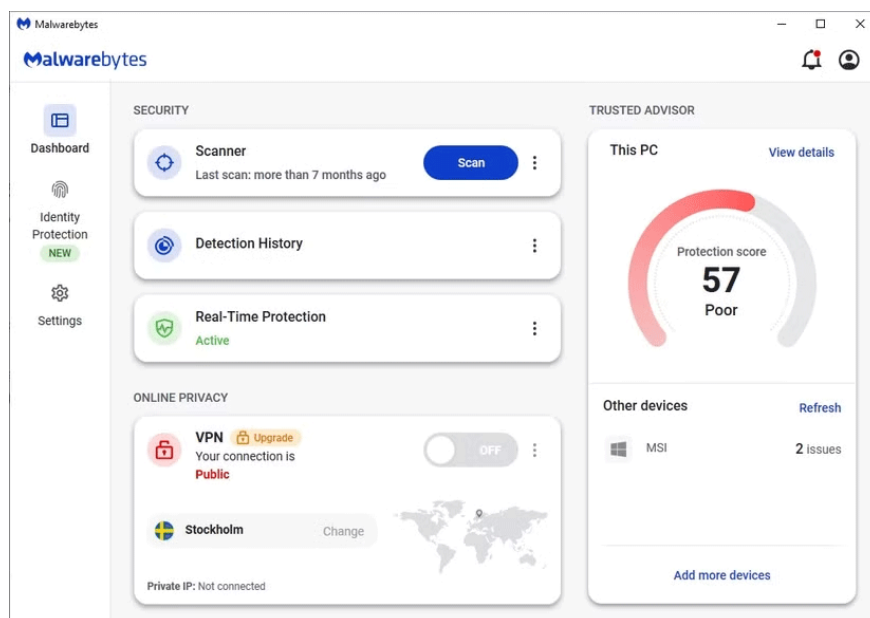 Malwarebytes
Malwarebytes
Dashboard
Identity
Protection
NEW
Settings
SECURITY
Scanner
Last scan: more than 7 months ago
Scan
Detection History
Real-Time Protection
Active
ONLINE PRIVACY
VPN Upgrade
Your connection is
Public
OFF
Stockholm
Change
Private IP: Not connected
TRUSTED ADVISOR
This PC
View details
Protection score
57
Poor
Other devices
Refresh
MSI
2 issues
Add more devices